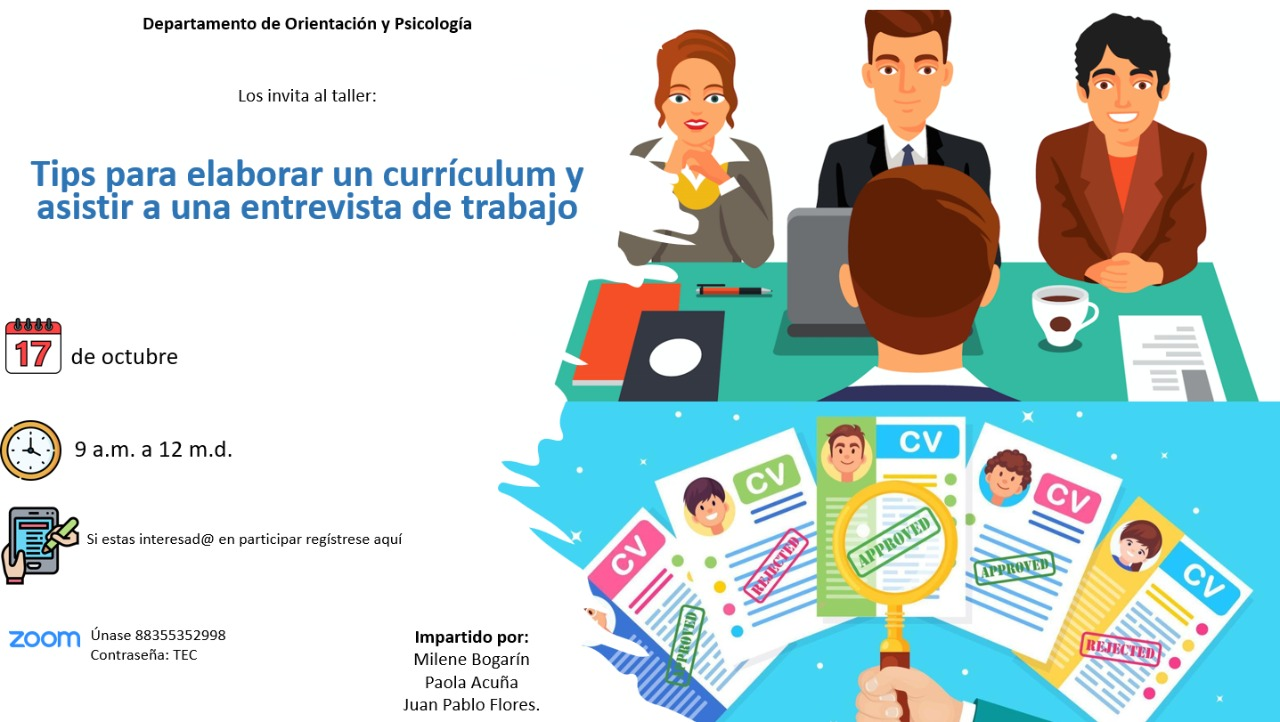 Departamento de Orientación y Psicología
Los invita al taller:
Tips para elaborar un currículum y
asistir a una entrevista de trabajo
17 de octubre
9 a.m. a 12 m.d.
Si estas interesad@ en participar regístrese aquí
zoom
Únase 88355352998
Contraseña: TEC
Impartido por:
Milene Bogarín
Paola Acuña
Juan Pablo Flores.
CV
APPROVED
CV
REJECTED
CV
APPROVED
CV
APPROVED
CV
REJECTED